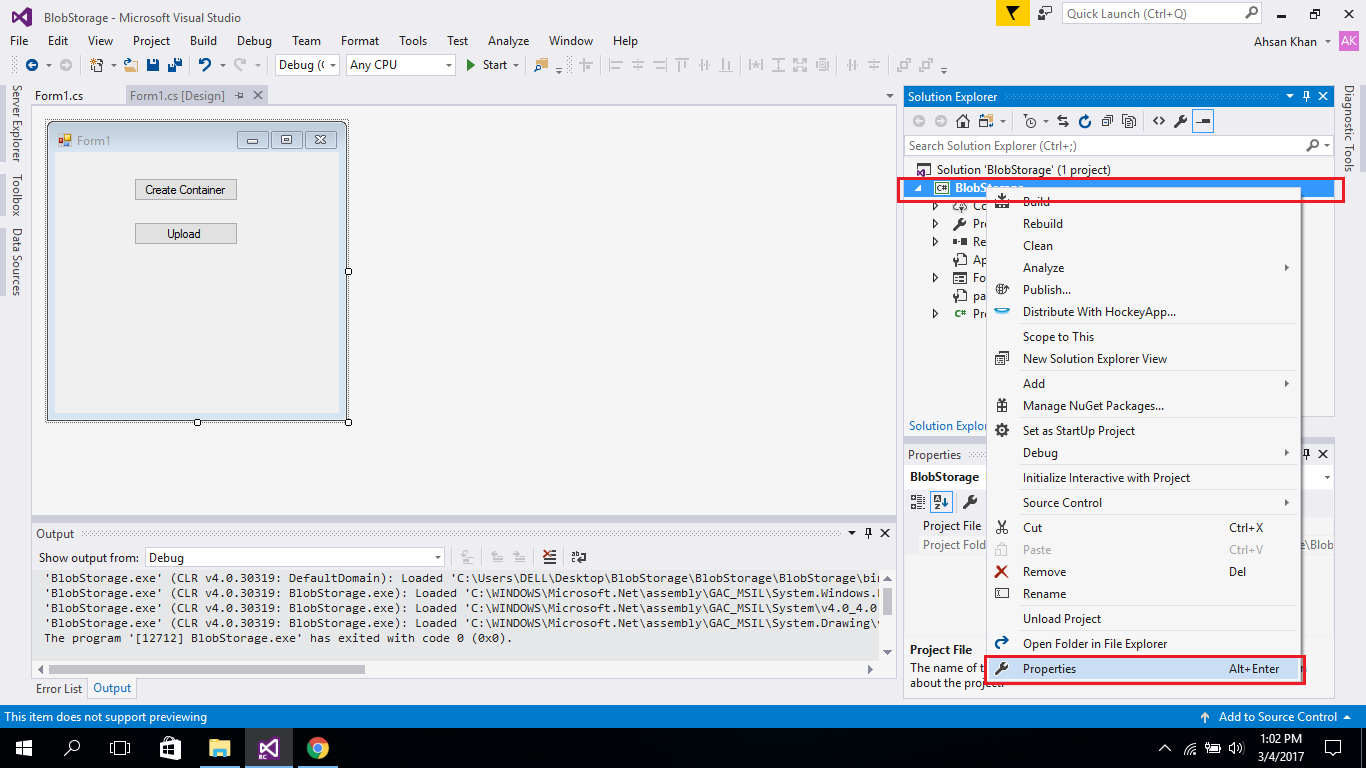 BlobStorage - Microsoft Visual Studio
Quick Launch (Ctrl+Q)
File Edit View Project Build Debug Team Format Tools Test Analyze Window Help
Ahsan Khan AK
Debug (( Any CPU Start
Server Explorer
Toolbox
Data Sources
Form1.cs
Form1.cs [Design]
Form1
Create Container
Upload
Solution Explorer
Search Solution Explorer (Ctrl+;)
Solution 'BlobStorage' (1 project)
C# BlobStorage
Co
Pr
Re
Ap
Fo
pa
C# Pr
Diagnostic Tools
Build
Rebuild
Clean
Analyze
Publish...
Distribute With HockeyApp...
Scope to This
New Solution Explorer View
Add
Manage NuGet Packages...
Set as StartUp Project
Debug
Initialize Interactive with Project
Source Control
Cut Ctrl+X
Paste Ctrl+V
Remove Del
Rename
Unload Project
Open Folder in File Explorer
Properties Alt+Enter
Solution Explor
Properties
BlobStorage
Project File
Project Fold
e\Blob
Project File
The name of t
about the project.
Output
Show output from: Debug
'BlobStorage.exe' (CLR v4.0.30319: DefaultDomain): Loaded 'C:\Users\DELL\Desktop\BlobStorage\BlobStorage\BlobStorage\bin
'BlobStorage.exe' (CLR v4.0.30319: BlobStorage.exe): Loaded 'C:\WINDOWS\Microsoft.Net\assembly\GAC_MSIL\System.Windows.
'BlobStorage.exe' (CLR v4.0.30319: BlobStorage.exe): Loaded 'C:\WINDOWS\Microsoft.Net\assembly\GAC_MSIL\System\v4.0_4.0
'BlobStorage.exe' (CLR v4.0.30319: BlobStorage.exe): Loaded 'C:\WINDOWS\Microsoft.Net\assembly\GAC_MSIL\System.Drawing\
The program '[12712] BlobStorage.exe' has exited with code 0 (0x0).
Error List Output
This item does not support previewing
Add to Source Control
RC
1:02 PM
3/4/2017